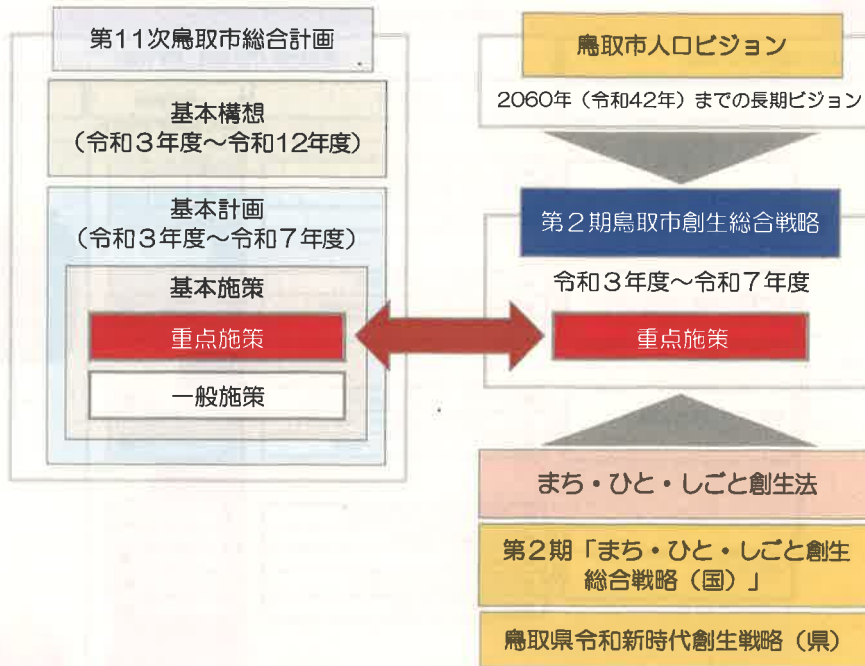 第11次鳥取市総合計画
基本構想
(令和3年度~令和12年度)
基本計画
(令和3年度~令和7年度)
基本施策
重点施策
一般施策
鳥取市人口ビジョン
2060年(令和42年)までの長期ビジョン
第2期鳥取市創生総合戦略
令和3年度~令和7年度
重点施策
まち・ひと・しごと創生法
第2期「まち・ひと・しごと創生
総合戦略(国)」
鳥取県令和新時代創生戦略(県)